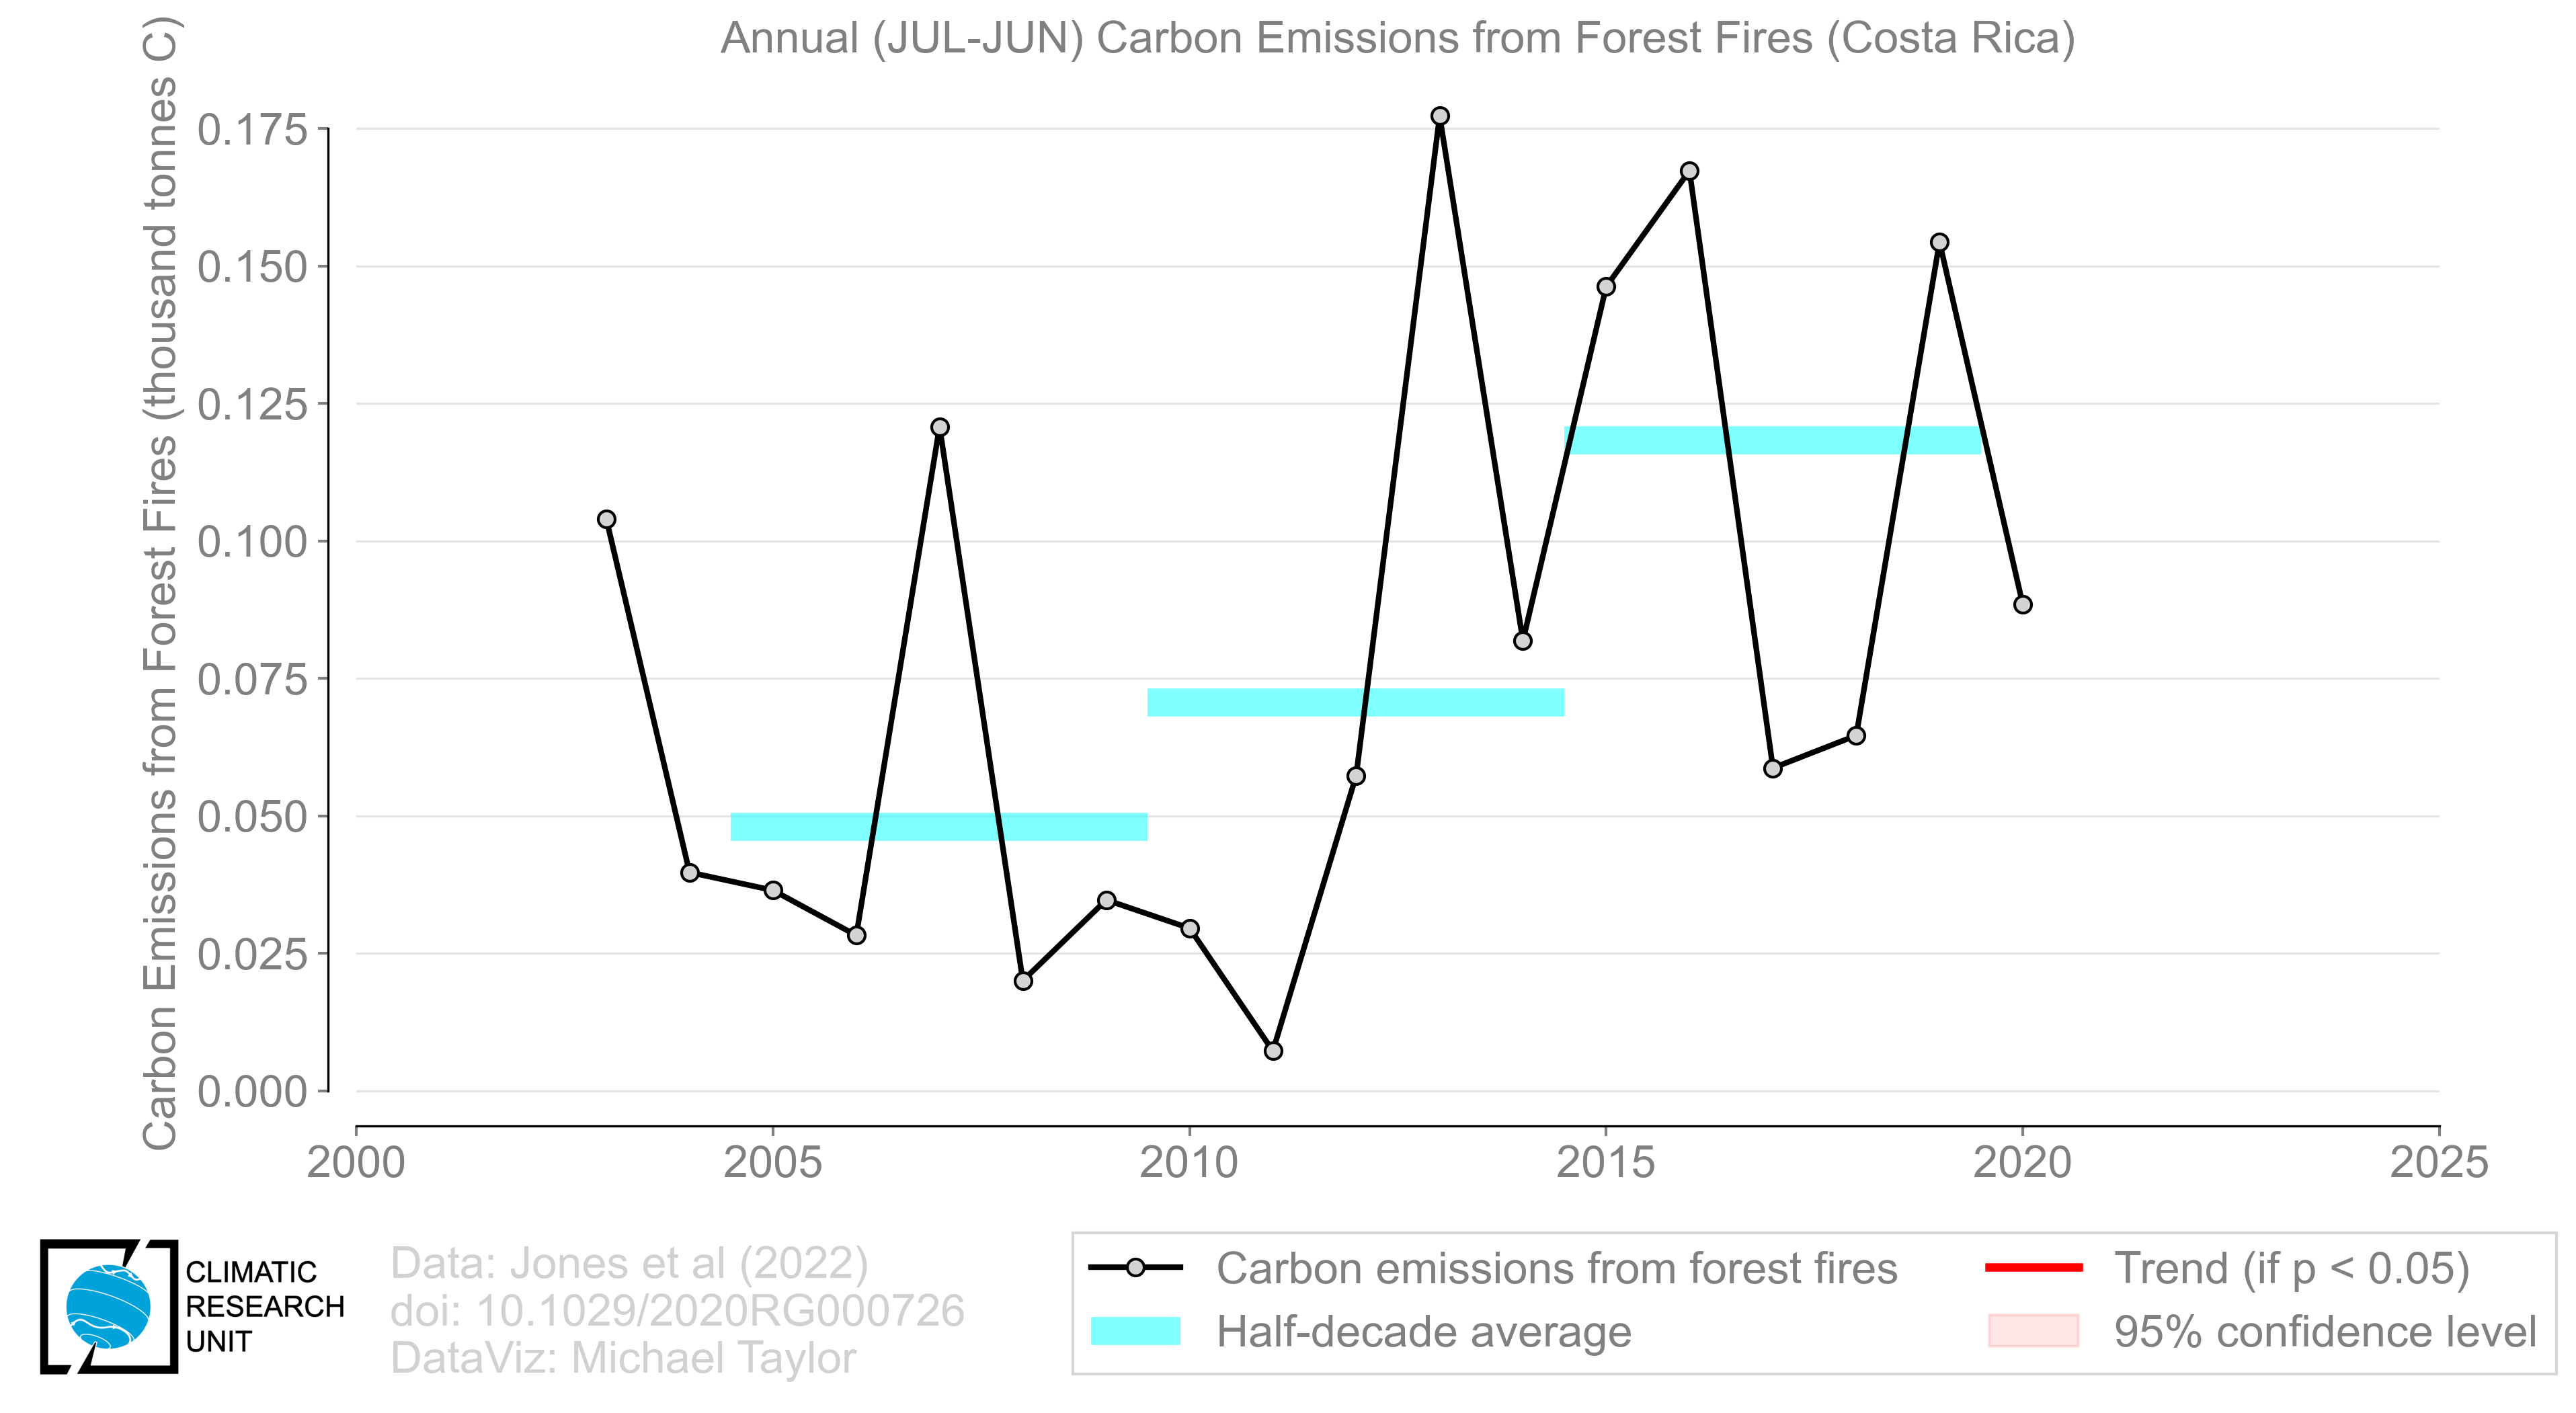 Annual (JUL-JUN) Carbon Emissions from Forest Fires (Costa Rica)
Carbon Emissions from Forest Fires (thousand tonnes C)
0.175
0.150
0.125
0.100
0.075
0.050
0.025
0.000
2000
2005
2010
2015
2020
2025
CLIMATIC
RESEARCH
UNIT
Data: Jones et al (2022)
doi: 10.1029/2020RG000726
DataViz: Michael Taylor
Carbon emissions from forest fires
Half-decade average
Trend (if p < 0.05)
95% confidence level